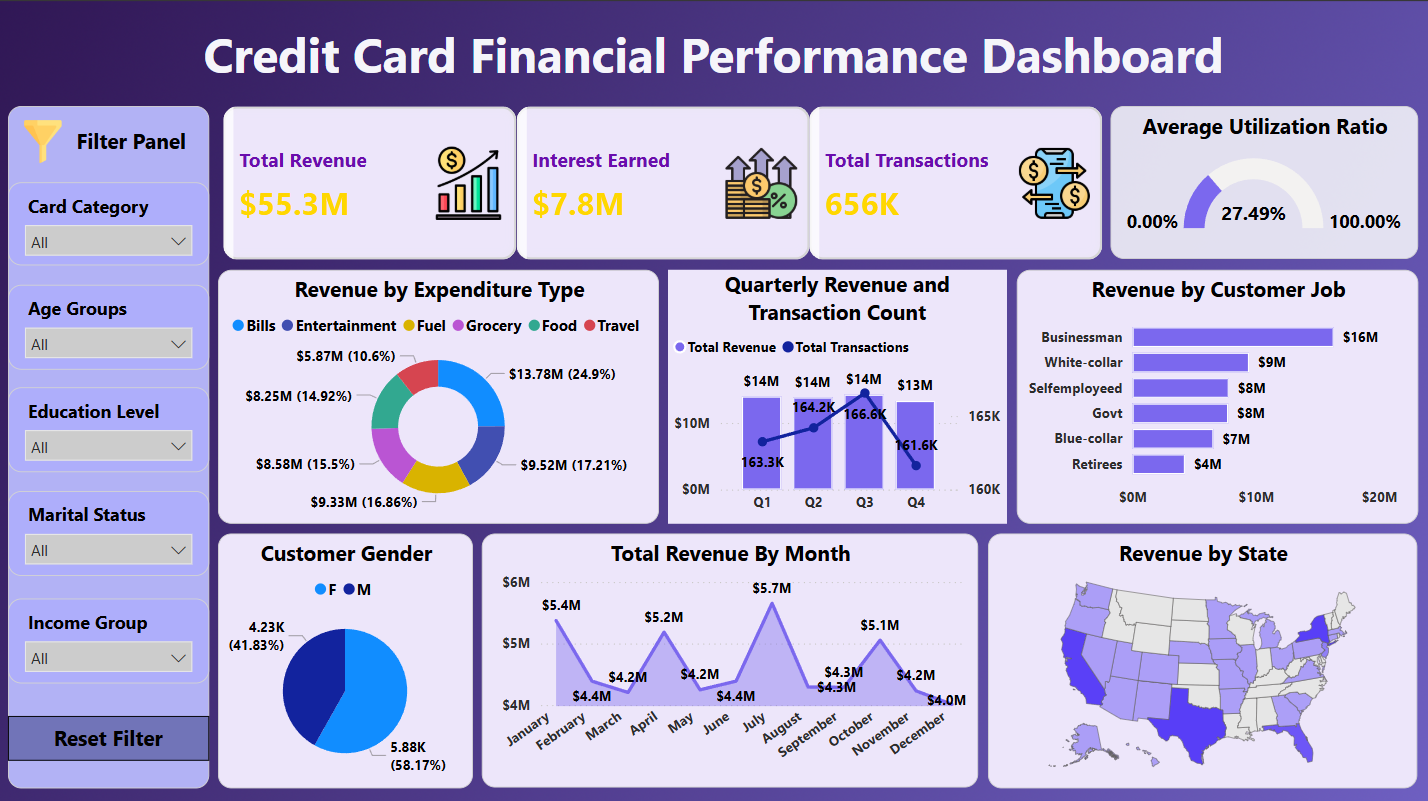 Credit Card Financial Performance Dashboard
Filter Panel
Card Category
All
Age Groups
All
Education Level
All
Marital Status
All
Income Group
All
Reset Filter
Total Revenue
$55.3M
Interest Earned
$7.8M
Total Transactions
656K
Average Utilization Ratio
0.00%
27.49%
100.00%
Revenue by Expenditure Type
Bills Entertainment Fuel Grocery Food Travel
$5.87M (10.6%)
$13.78M (24.9%)
$8.25M (14.92%)
$8.58M (15.5%)
$9.52M (17.21%)
$9.33M (16.86%)
Quarterly Revenue and
Transaction Count
Total Revenue Total Transactions
$14M $14M $14M $13M
164.2K
166.6K
165K
$10M
161.6K
163.3K
$0M
160K
Q1 Q2 Q3 Q4
Revenue by Customer Job
Businessman $16M
White-collar $9M
Selfemployeed $8M
Govt $8M
Blue-collar $7M
Retirees $4M
$0M $10M $20M
Customer Gender
F M
4.23K
(41.83%)
5.88K
(58.17%)
Total Revenue By Month
$6M
$5M
$4M
$5.4M
$4.4M
$4.2M
$5.2M
$4.2M
$4.4M
$5.7M
$4.3M
$4.3M
$5.1M
$4.2M
$4.0M
January
February
March
April
May
June
July
August
September
October
November
December
Revenue by State